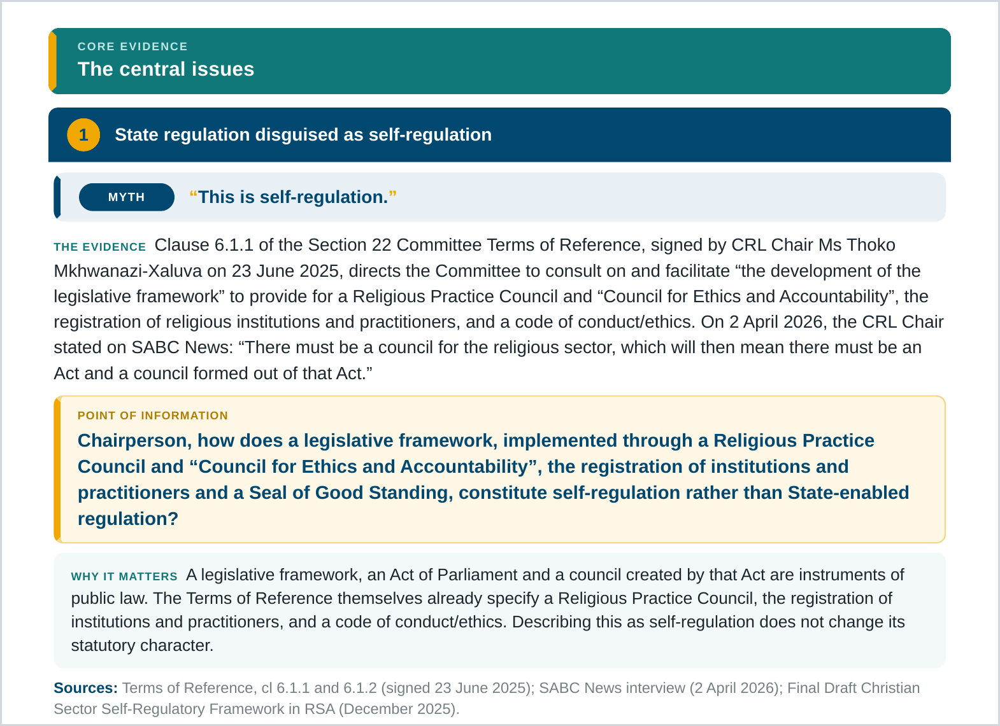 CORE EVIDENCE
The central issues
1 State regulation disguised as self-regulation
MYTH “This is self-regulation.”
THE EVIDENCE Clause 6.1.1 of the Section 22 Committee Terms of Reference, signed by CRL Chair Ms Thoko
Mkhwanazi-Xaluva on 23 June 2025, directs the Committee to consult on and facilitate “the development of the
legislative framework” to provide for a Religious Practice Council and “Council for Ethics and Accountability”, the
registration of religious institutions and practitioners, and a code of conduct/ethics. On 2 April 2026, the CRL Chair
stated on SABC News: “There must be a council for the religious sector, which will then mean there must be an
Act and a council formed out of that Act.”
POINT OF INFORMATION
Chairperson, how does a legislative framework, implemented through a Religious Practice
Council and “Council for Ethics and Accountability”, the registration of institutions and
practitioners and a Seal of Good Standing, constitute self-regulation rather than State-enabled
regulation?
WHY IT MATTERS A legislative framework, an Act of Parliament and a council created by that Act are instruments of
public law. The Terms of Reference themselves already specify a Religious Practice Council, the registration of
institutions and practitioners, and a code of conduct/ethics. Describing this as self-regulation does not change its
statutory character.
Sources: Terms of Reference, cl 6.1.1 and 6.1.2 (signed 23 June 2025); SABC News interview (2 April 2026); Final Draft Christian
Sector Self-Regulatory Framework in RSA (December 2025).